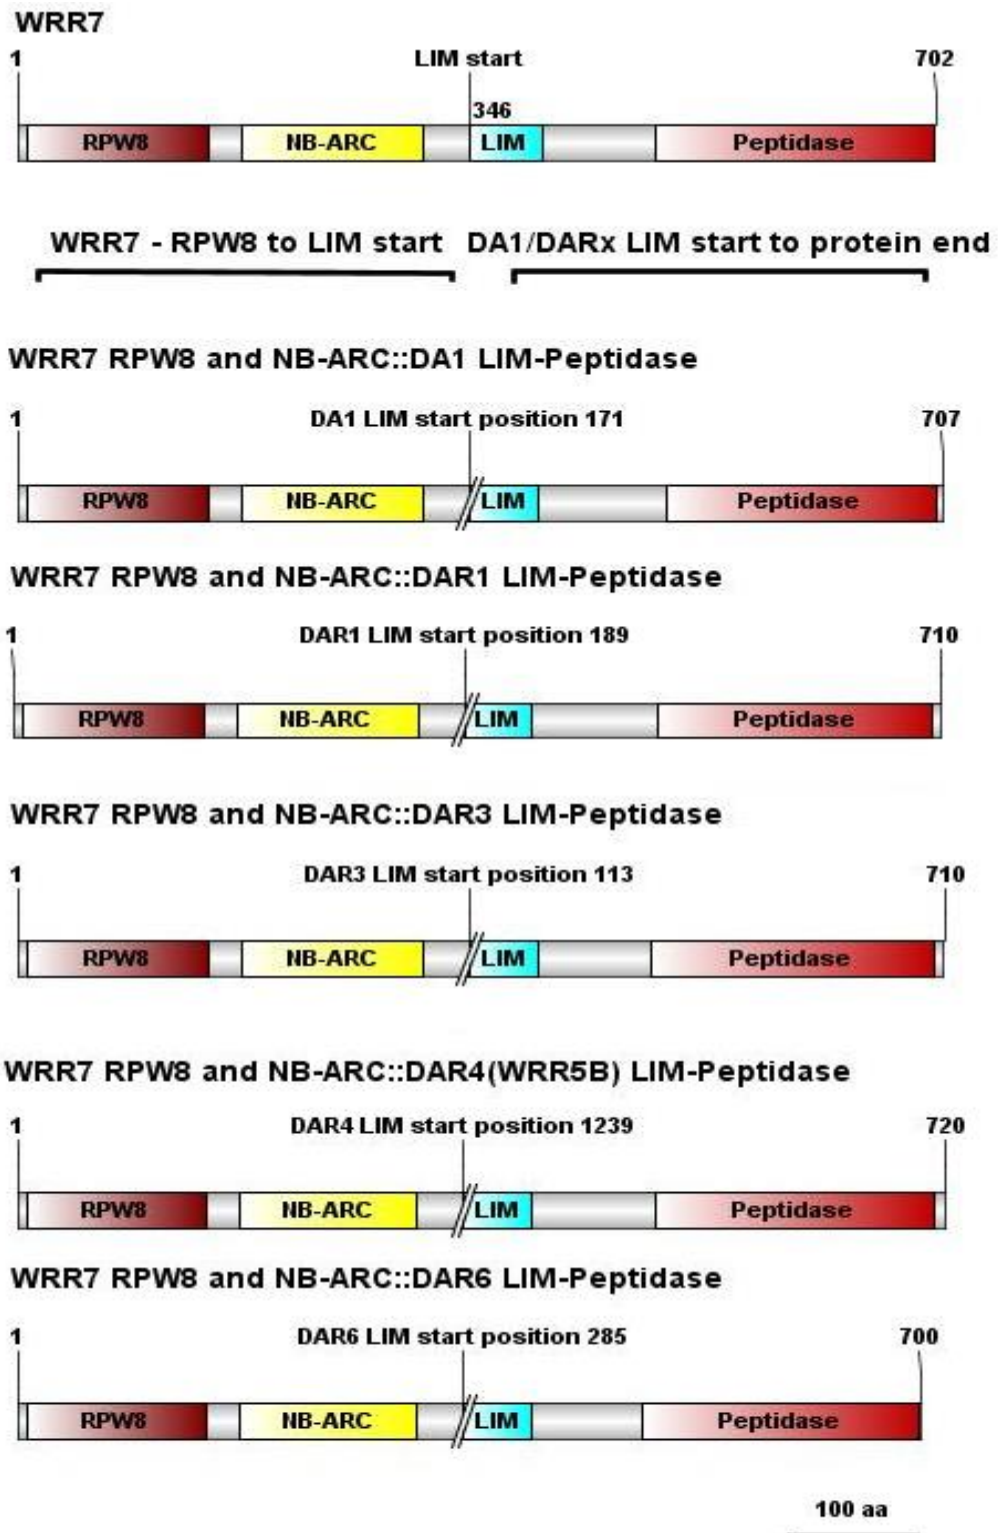 WRR7
1 LIM start 702
346
RPW8 NB-ARC LIM Peptidase
WRR7 - RPW8 to LIM start DA1/DARx LIM start to protein end
WRR7 RPW8 and NB-ARC::DA1 LIM-Peptidase
1 DA1 LIM start position 171 707
RPW8 NB-ARC LIM Peptidase
WRR7 RPW8 and NB-ARC::DAR1 LIM-Peptidase
1 DAR1 LIM start position 189 710
RPW8 NB-ARC LIM Peptidase
WRR7 RPW8 and NB-ARC::DAR3 LIM-Peptidase
1 DAR3 LIM start position 113 710
RPW8 NB-ARC LIM Peptidase
WRR7 RPW8 and NB-ARC::DAR4(WRR5B) LIM-Peptidase
1 DAR4 LIM start position 1239 720
RPW8 NB-ARC LIM Peptidase
WRR7 RPW8 and NB-ARC::DAR6 LIM-Peptidase
1 DAR6 LIM start position 285 700
RPW8 NB-ARC LIM Peptidase
100 aa